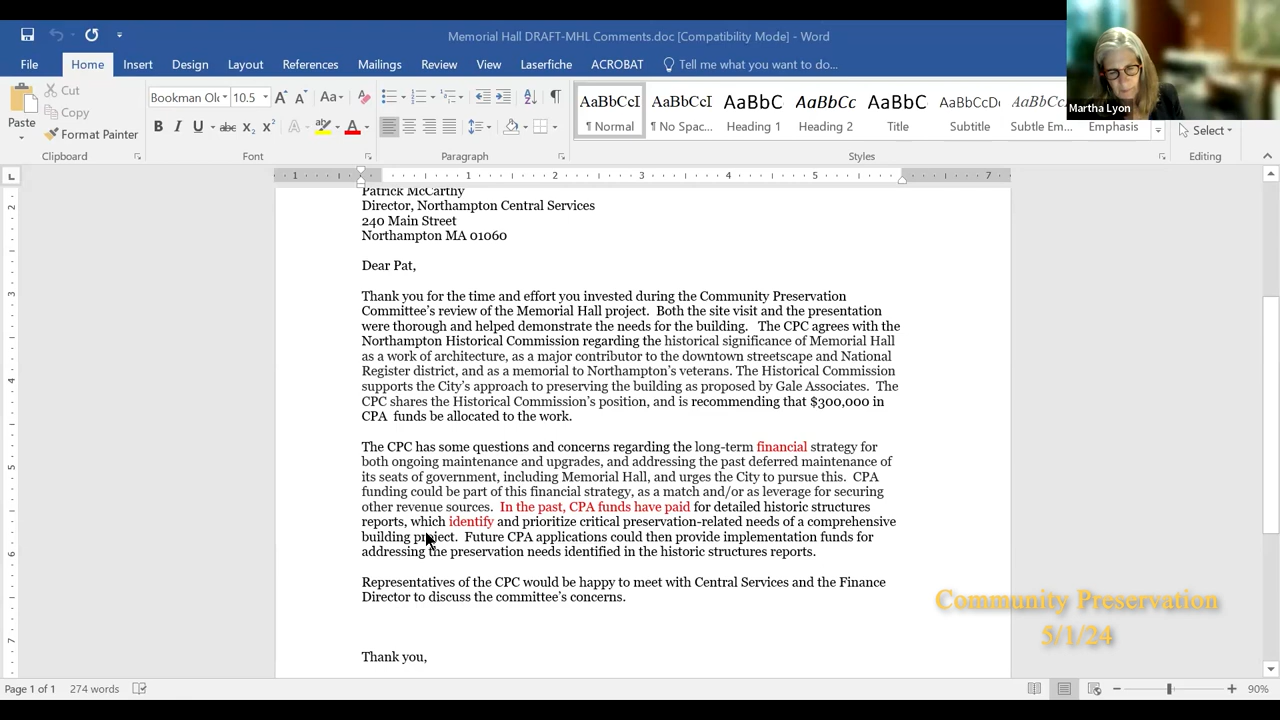 Memorial Hall DRAFT-MHL Comments.doc [Compatibility Mode] - Word
File Home Insert Design Layout References Mailings Review View Laserfiche ACROBAT Tell me what you want to do...
Martha Lyon
Paste
Cut
Copy
Format Painter
Clipboard
Bookman Ol 10.5
Font
Paragraph
AaBbCcI AaBbCcI AaBbC AaBbCc AaBbC AaBbCcD AaBbCc
¶ Normal ¶ No Spac... Heading 1 Heading 2 Title Subtitle Subtle Em... Emphasis
Styles
Select
Editing
Patrick McCarthy
Director, Northampton Central Services
240 Main Street
Northampton MA 01060
Dear Pat,
Thank you for the time and effort you invested during the Community Preservation
Committee's review of the Memorial Hall project. Both the site visit and the presentation
were thorough and helped demonstrate the needs for the building. The CPC agrees with the
Northampton Historical Commission regarding the historical significance of Memorial Hall
as a work of architecture, as a major contributor to the downtown streetscape and National
Register district, and as a memorial to Northampton's veterans. The Historical Commission
supports the City's approach to preserving the building as proposed by Gale Associates. The
CPC shares the Historical Commission's position, and is recommending that $300,000 in
CPA funds be allocated to the work.
The CPC has some questions and concerns regarding the long-term financial strategy for
both ongoing maintenance and upgrades, and addressing the past deferred maintenance of
its seats of government, including Memorial Hall, and urges the City to pursue this. CPA
funding could be part of this financial strategy, as a match and/or as leverage for securing
other revenue sources. In the past, CPA funds have paid for detailed historic structures
reports, which identify and prioritize critical preservation-related needs of a comprehensive
building project. Future CPA applications could then provide implementation funds for
addressing the preservation needs identified in the historic structures reports.
Representatives of the CPC would be happy to meet with Central Services and the Finance
Director to discuss the committee's concerns.
Thank you,
Community Preservation
5/1/24
Page 1 of 1 274 words
90%